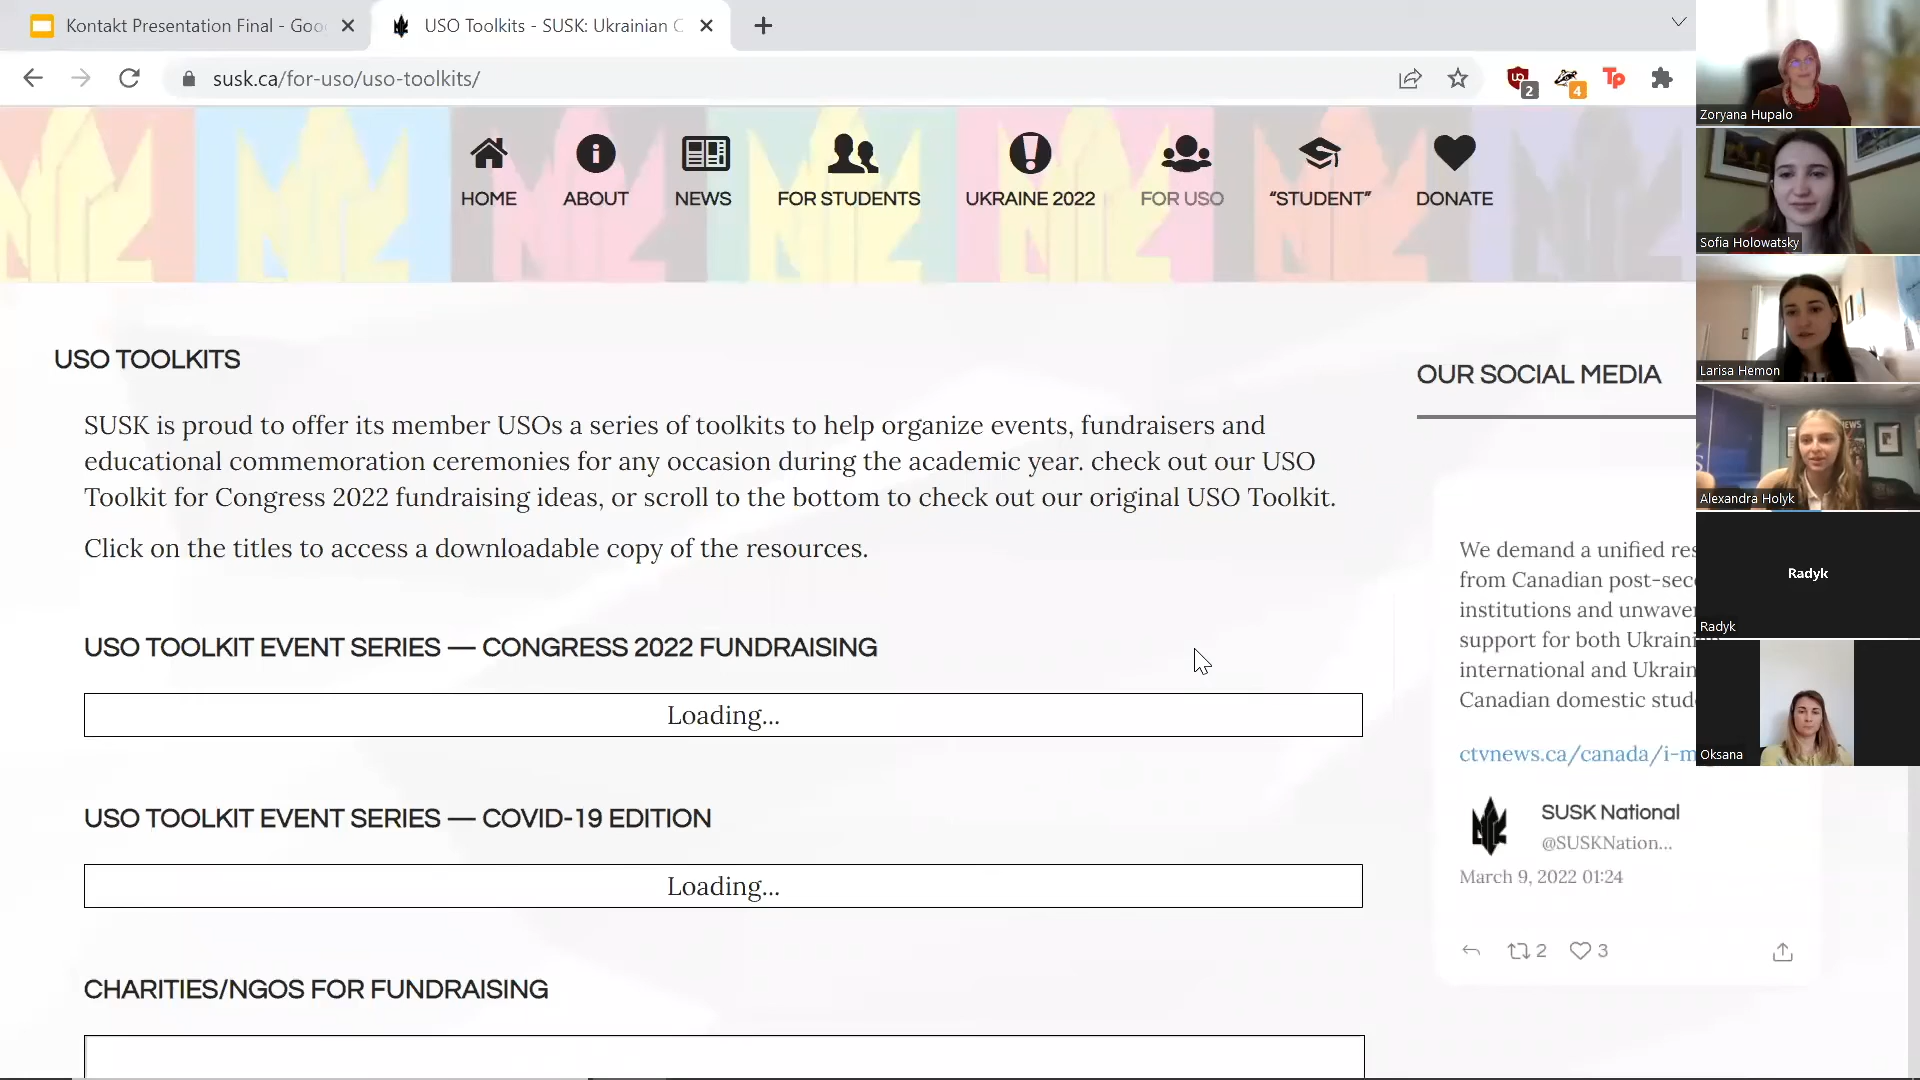 Kontakt Presentation Final - Goo
USO Toolkits - SUSK: Ukrainian C
susk.ca/for-uso/uso-toolkits/
2
4
Tp
HOME
ABOUT
NEWS
FOR STUDENTS
UKRAINE 2022
FOR USO
“STUDENT”
DONATE
USO TOOLKITS
SUSK is proud to offer its member USOs a series of toolkits to help organize events, fundraisers and
educational commemoration ceremonies for any occasion during the academic year. check out our USO
Toolkit for Congress 2022 fundraising ideas, or scroll to the bottom to check out our original USO Toolkit.
Click on the titles to access a downloadable copy of the resources.
USO TOOLKIT EVENT SERIES — CONGRESS 2022 FUNDRAISING
Loading...
USO TOOLKIT EVENT SERIES — COVID-19 EDITION
Loading...
CHARITIES/NGOS FOR FUNDRAISING
OUR SOCIAL MEDIA
We demand a unified res
from Canadian post-seco
institutions and unwaver
support for both Ukraini
international and Ukrain
Canadian domestic stud
ctvnews.ca/canada/i-m
SUSK National
@SUSKNation...
March 9, 2022 01:24
2
3
Zoryana Hupalo
Sofia Holowatsky
Larisa Hemon
NEWS
Alexandra Holyk
Radyk
Radyk
Oksana